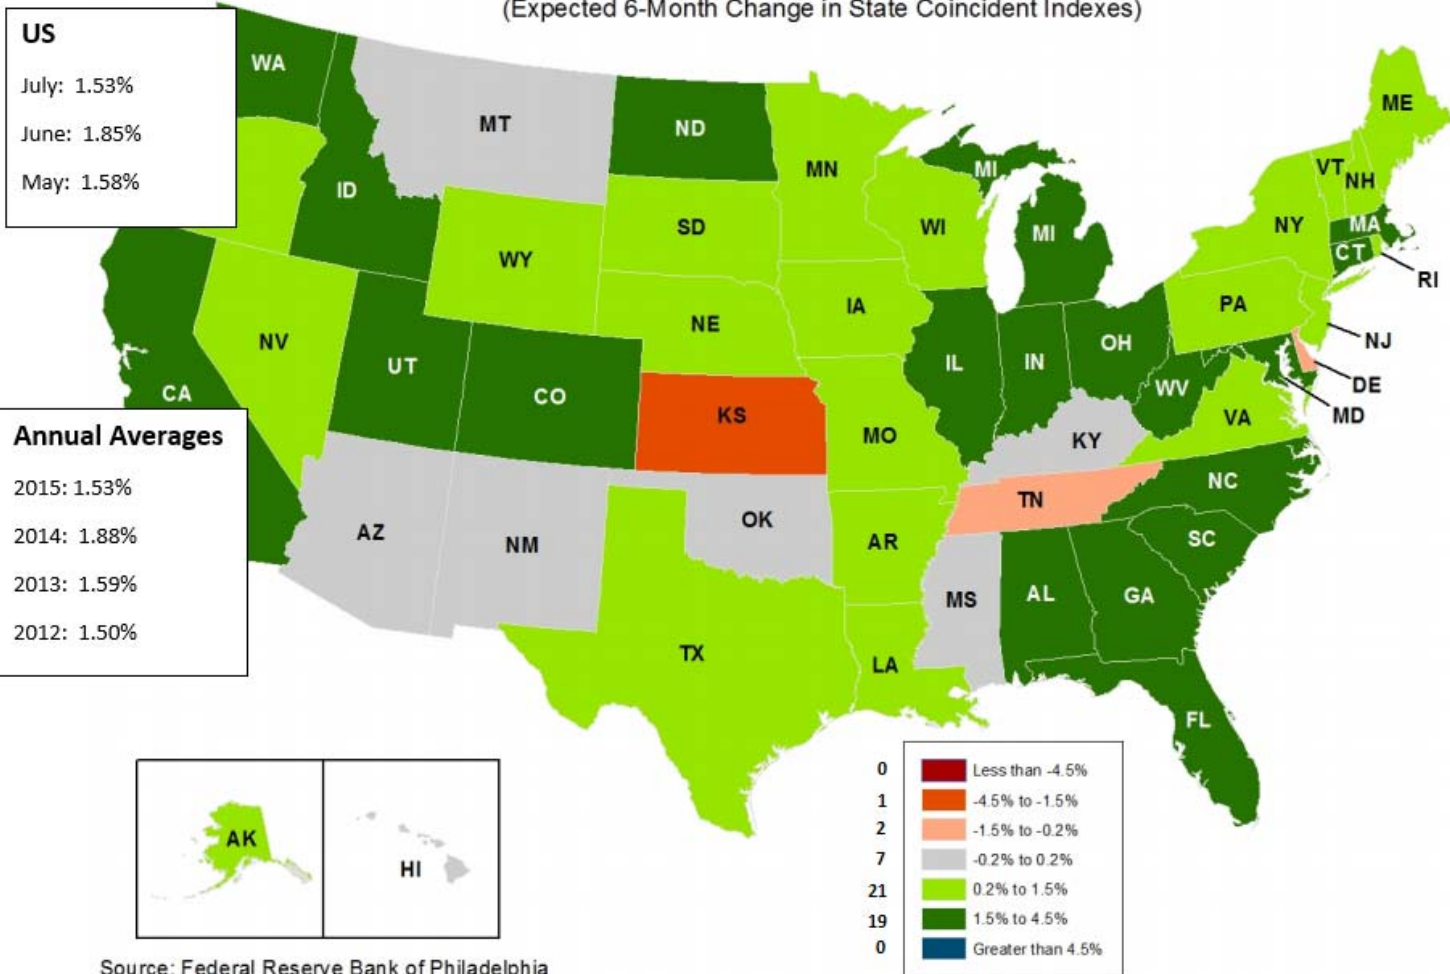 (Expected 6-Month Change in State Coincident Indexes)
US
July: 1.53%
June: 1.85%
May: 1.58%
WA
MT
ND
MN
ME
ID
SD
WI
MI
MI
VT
NH
NY
MA
CT
RI
WY
NE
IA
PA
NJ
NV
UT
CO
IL
IN
OH
WV
VA
DE
MD
CA
KS
MO
KY
Annual Averages
2015: 1.53%
2014: 1.88%
2013: 1.59%
2012: 1.50%
AZ
NM
OK
AR
TN
NC
SC
MS
AL
GA
TX
LA
FL
AK
HI
0 Less than -4.5%
1 -4.5% to -1.5%
2 -1.5% to -0.2%
7 -0.2% to 0.2%
21 0.2% to 1.5%
19 1.5% to 4.5%
0 Greater than 4.5%
Source: Federal Reserve Bank of Philadelphia